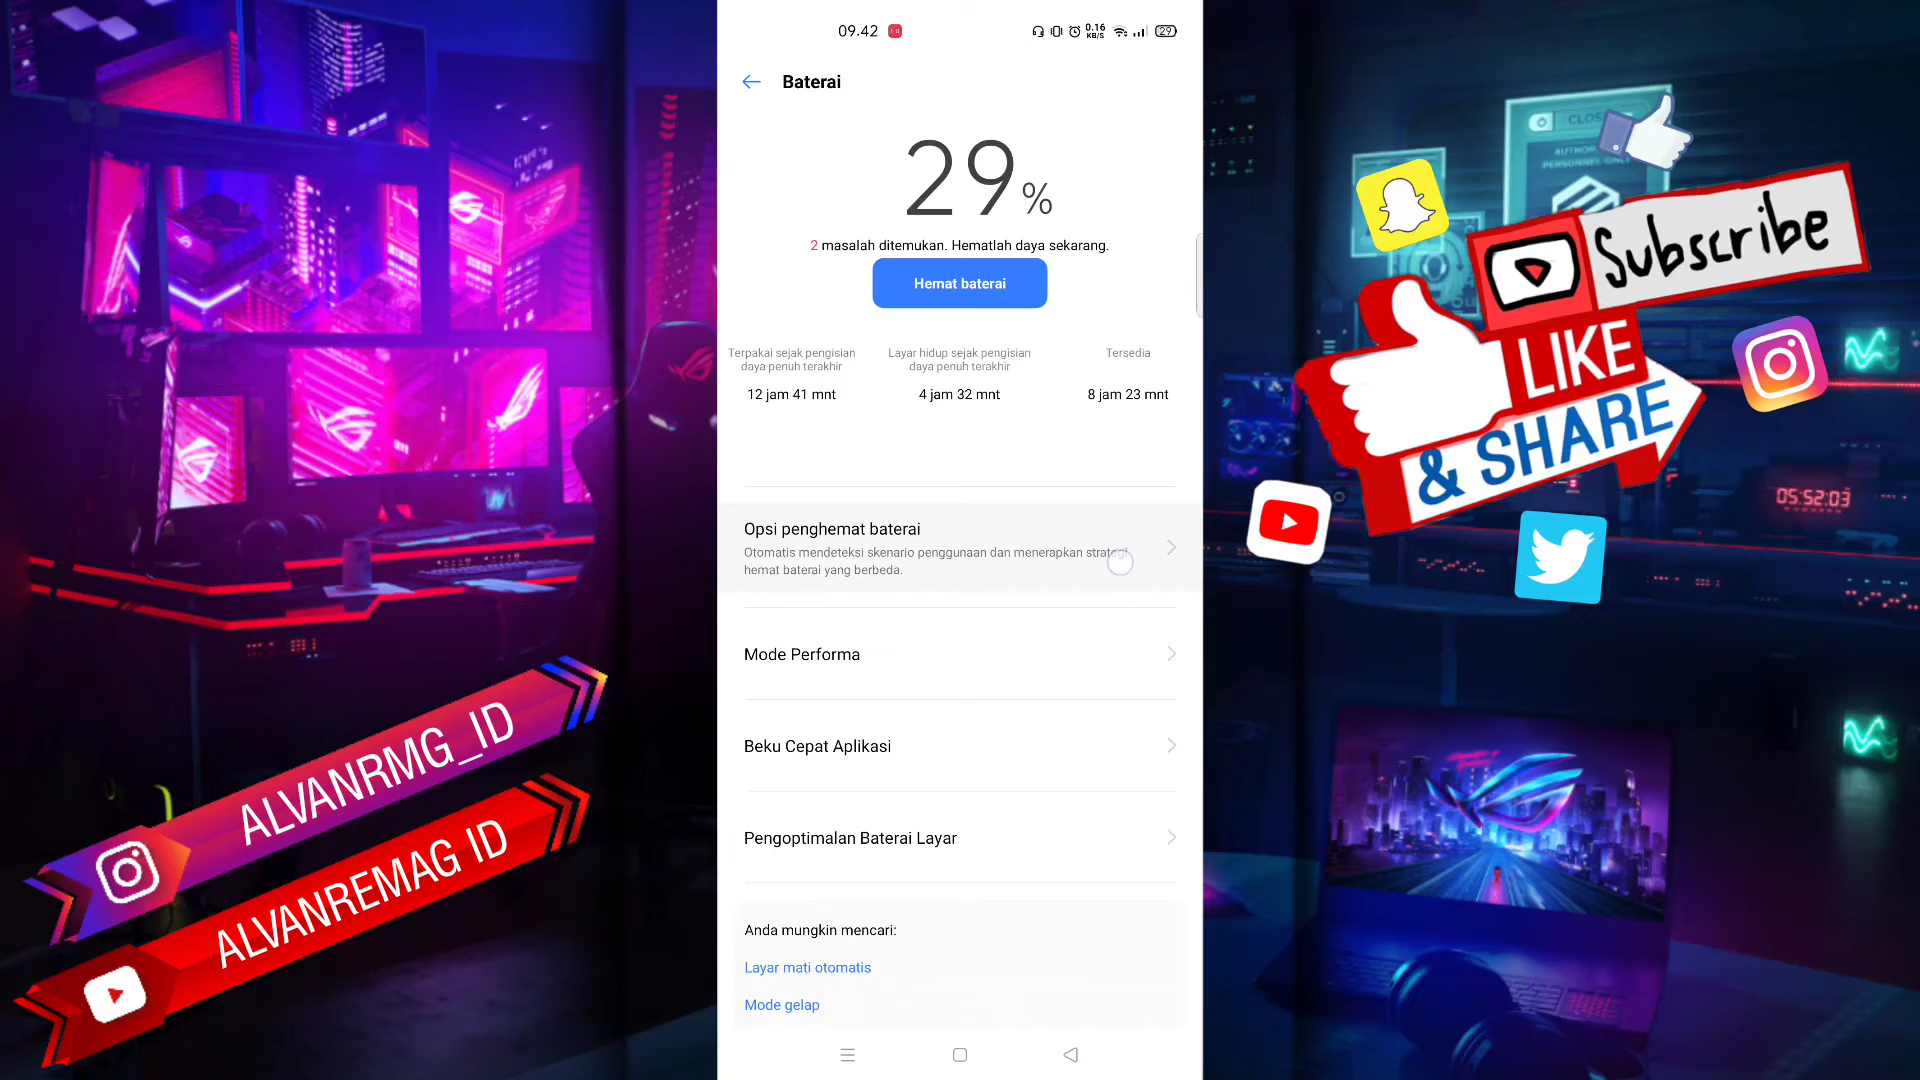 09.42
0.16
KB/S
29
Baterai
29%
2 masalah ditemukan. Hematlah daya sekarang.
Hemat baterai
Terpakai sejak pengisian
daya penuh terakhir
12 jam 41 mnt
Layar hidup sejak pengisian
daya penuh terakhir
4 jam 32 mnt
Tersedia
8 jam 23 mnt
Opsi penghemat baterai
Otomatis mendeteksi skenario penggunaan dan menerapkan strategi
hemat baterai yang berbeda.
Mode Performa
Beku Cepat Aplikasi
Pengoptimalan Baterai Layar
Anda mungkin mencari:
Layar mati otomatis
Mode gelap
ALVANRMG_ID
ALVANREMAG ID
Subscribe
LIKE
& SHARE
05:52:03